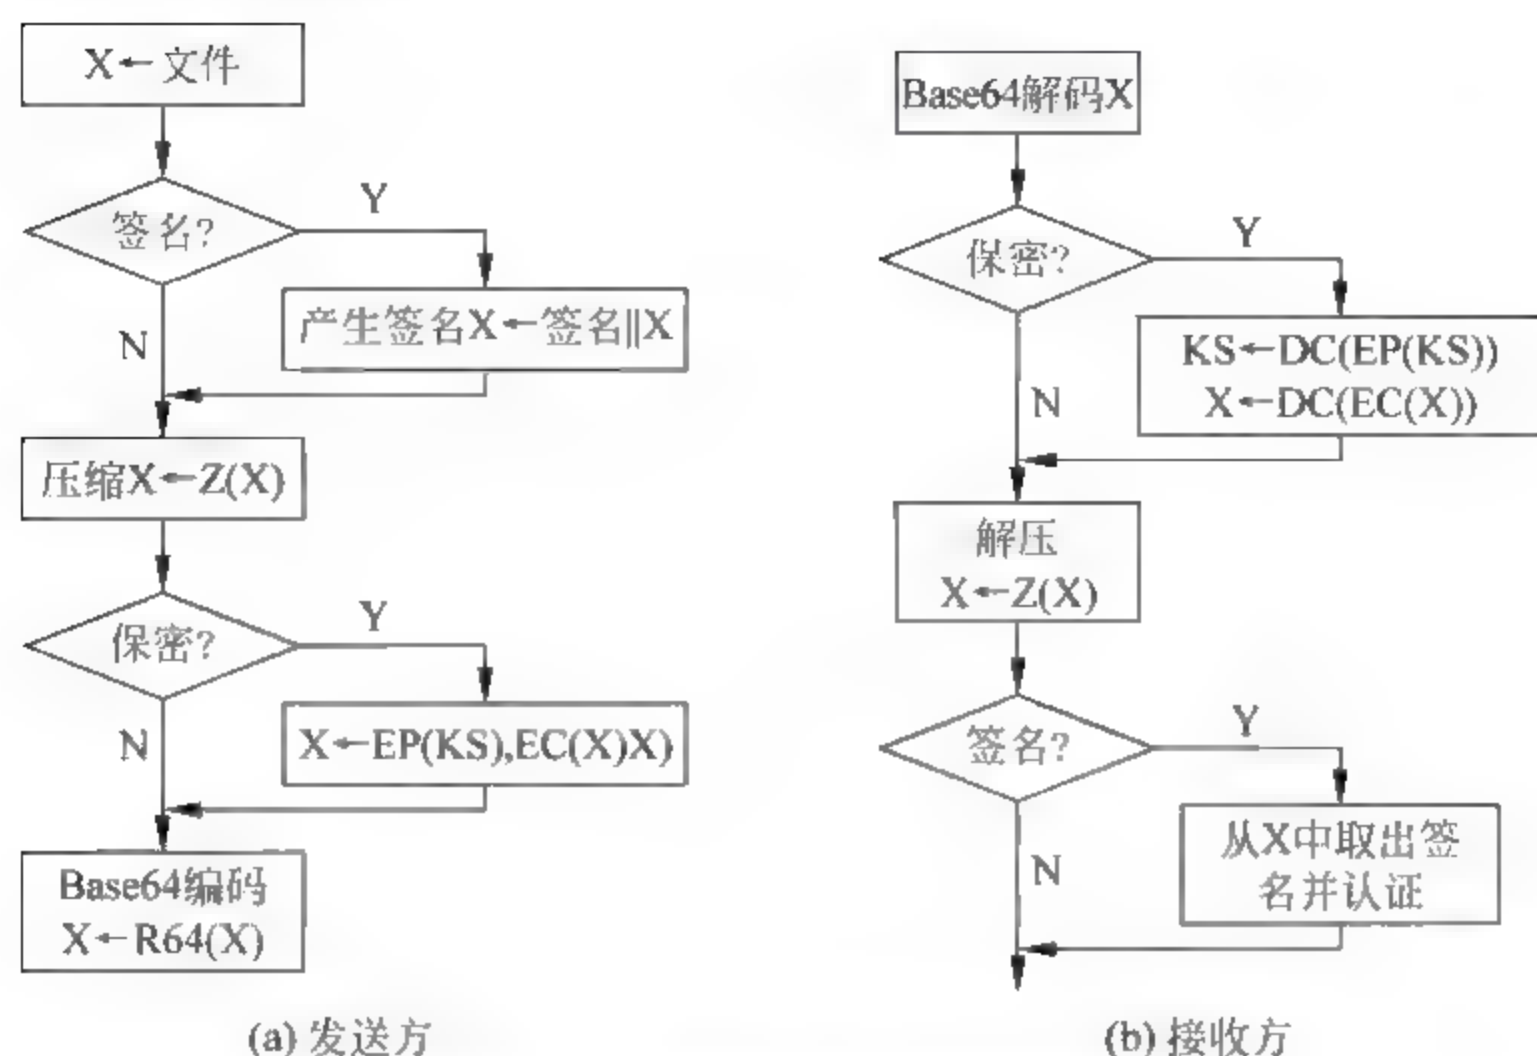 X←文件
签名?
Y
产生签名X←签名||X
N
压缩X←Z(X)
保密?
Y
X←EP(KS),EC(X)X)
N
Base64编码
X←R64(X)
(a) 发送方
Base64解码X
保密?
Y
KS←DC(EP(KS))
X←DC(EC(X))
N
解压
X←Z(X)
签名?
Y
从X中取出签
名并认证
N
(b) 接收方